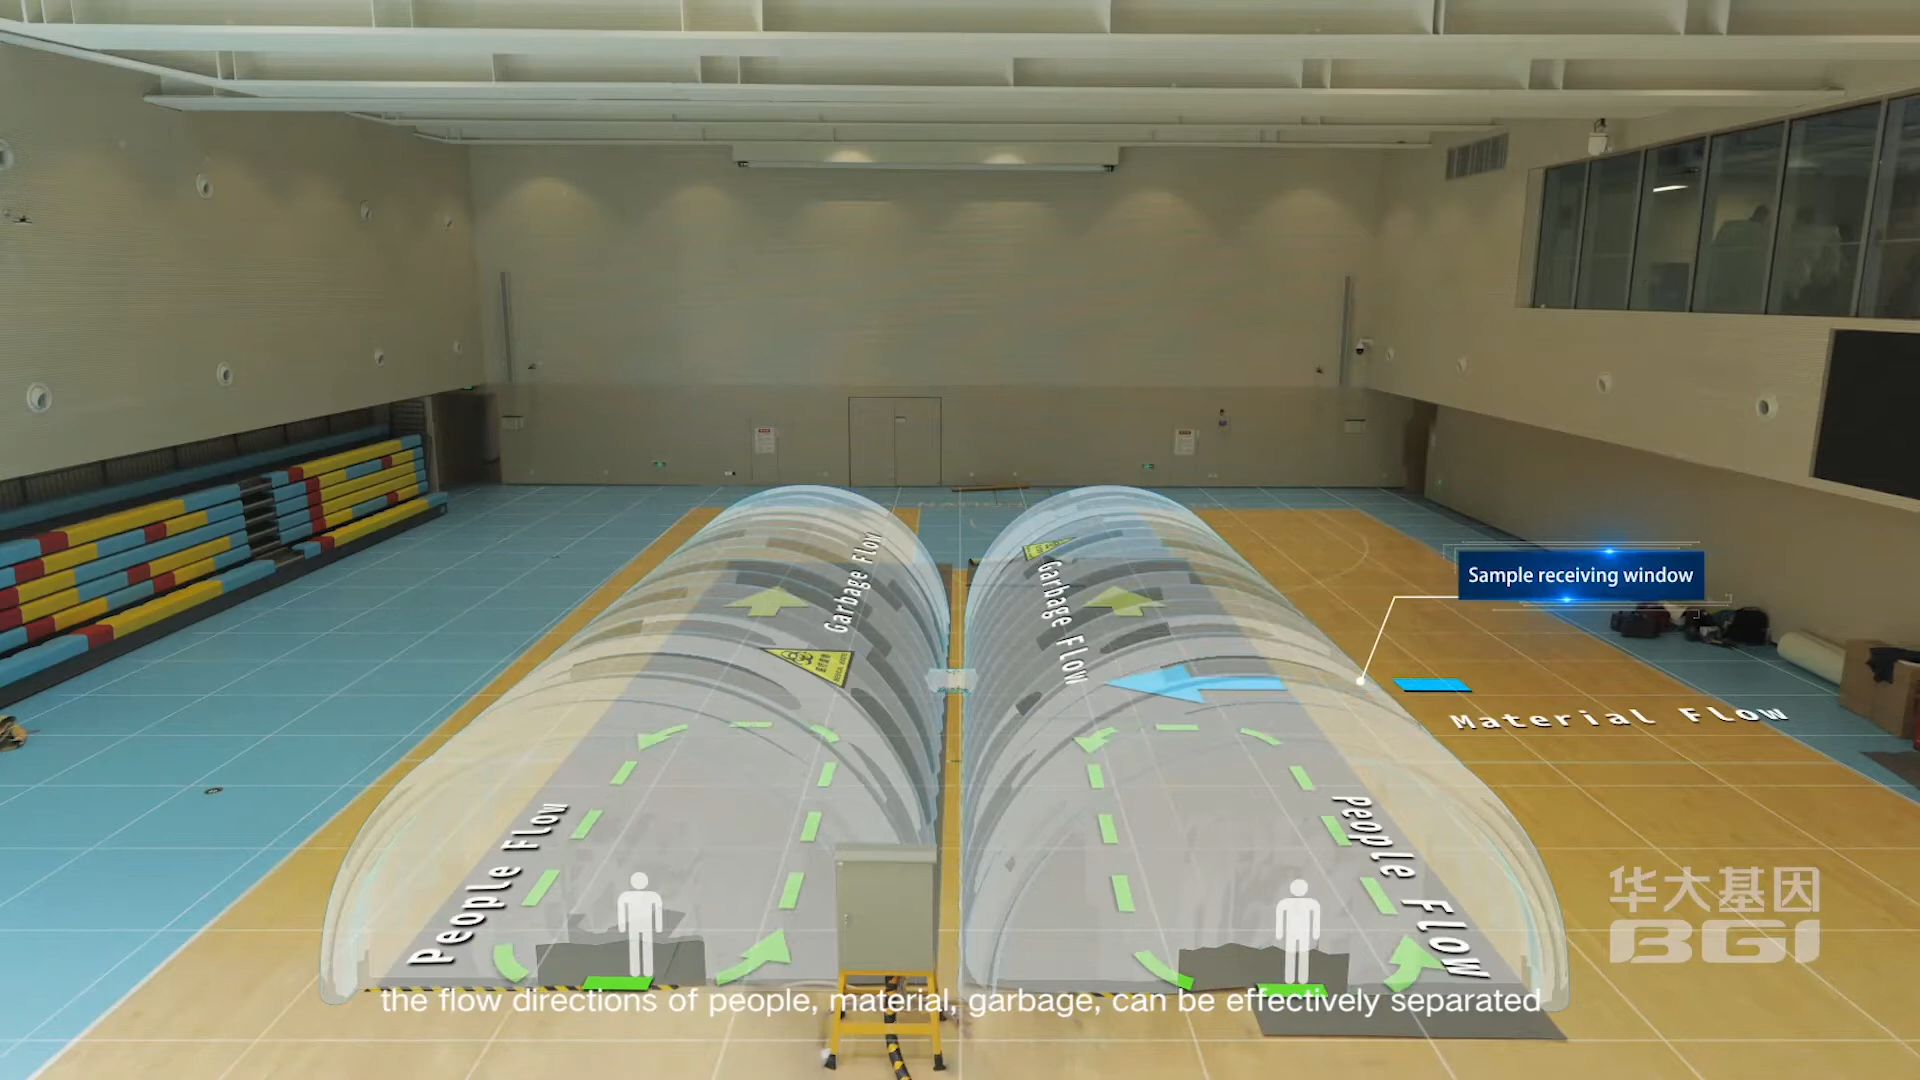 Garbage Flow
Garbage Flow
Sample receiving window
Material Flow
People Flow
People Flow
华大基因
BGI
the flow directions of people, material, garbage, can be effectively separated